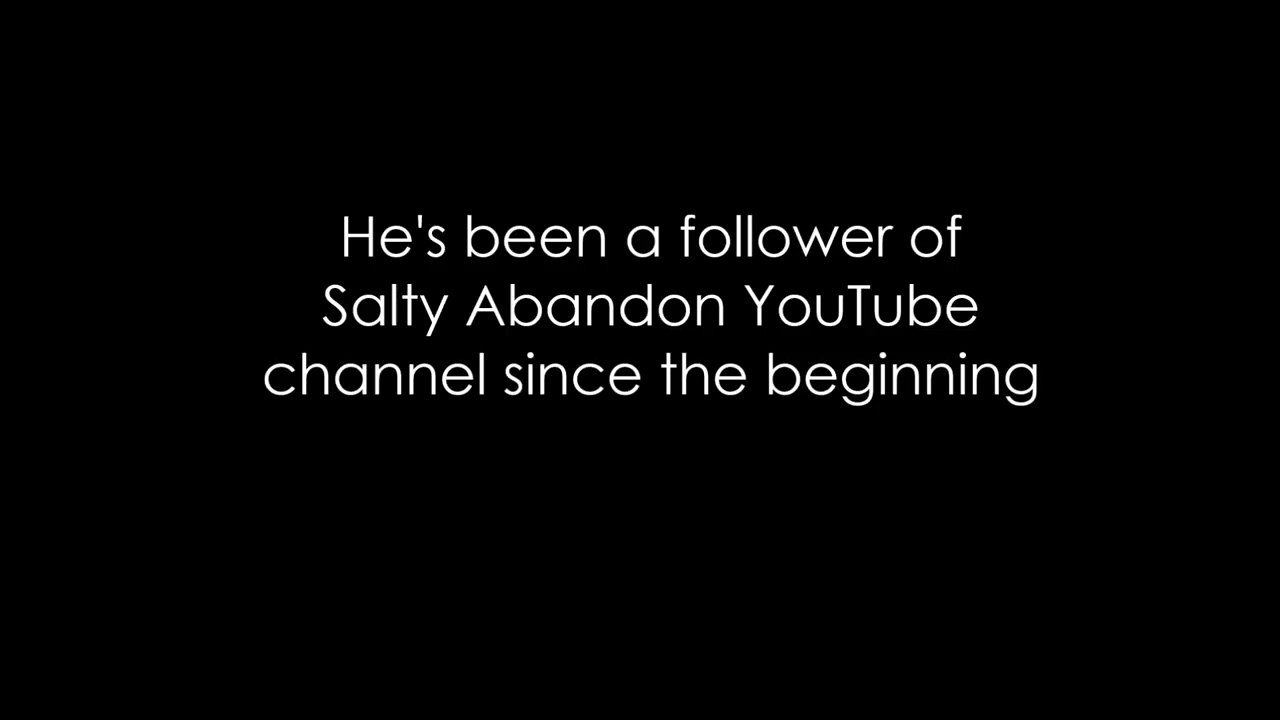 He's been a follower of
Salty Abandon YouTube
channel since the beginning